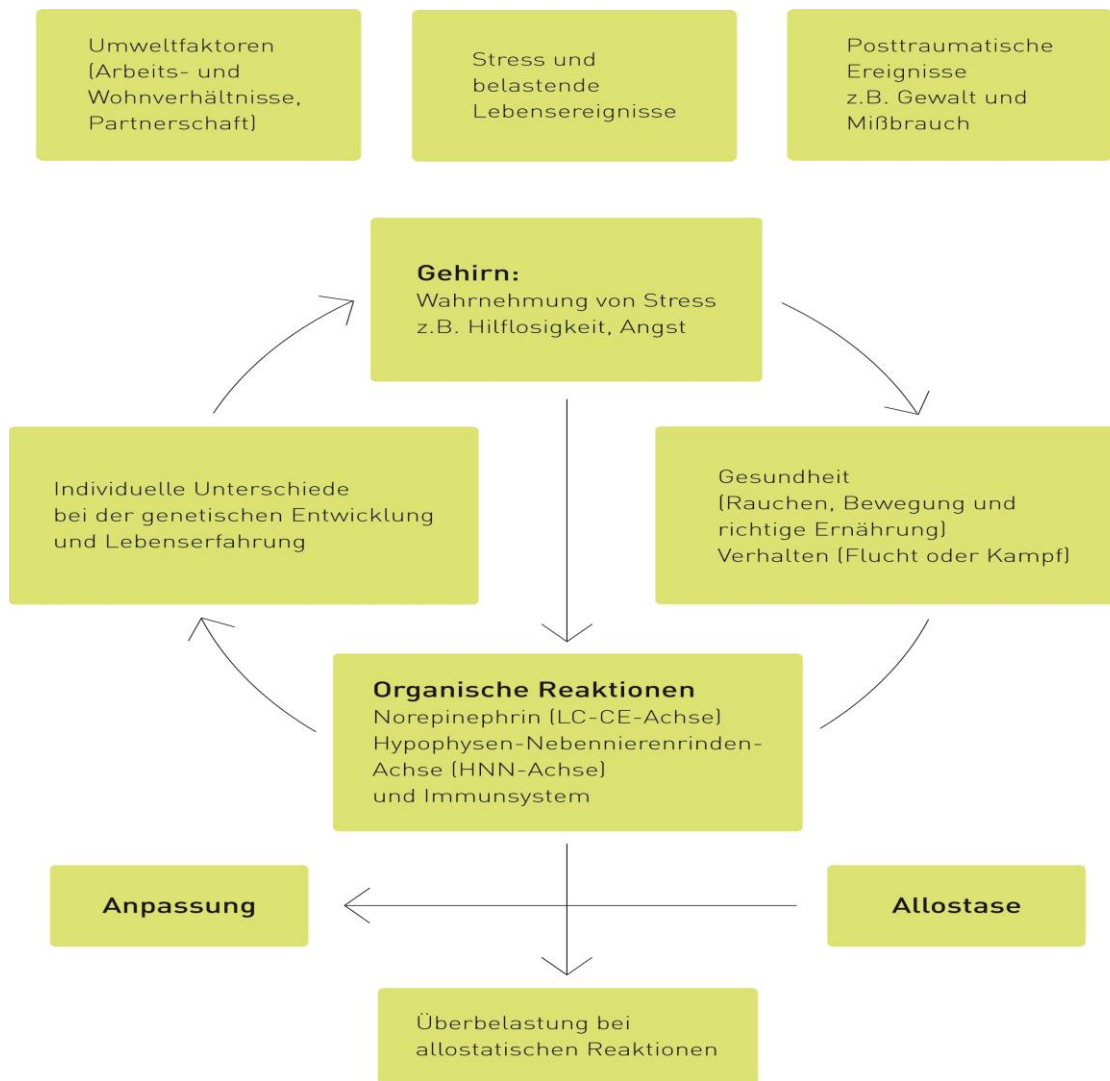 Umweltfaktoren
(Arbeits- und
Wohnverhältnisse,
Partnerschaft)
Stress und
belastende
Lebensereignisse
Posttraumatische
Ereignisse
z.B. Gewalt und
Mißbrauch
Gehirn:
Wahrnehmung von Stress
z.B. Hilflosigkeit, Angst
Individuelle Unterschiede
bei der genetischen Entwicklung
und Lebenserfahrung
Gesundheit
(Rauchen, Bewegung und
richtige Ernährung)
Verhalten (Flucht oder Kampf)
Organische Reaktionen
Norepinephrin (LC-CE-Achse)
Hypophysen-Nebennierenrinden-
Achse (HNN-Achse)
und Immunsystem
Anpassung
Allostase
Überbelastung bei
allostatischen Reaktionen